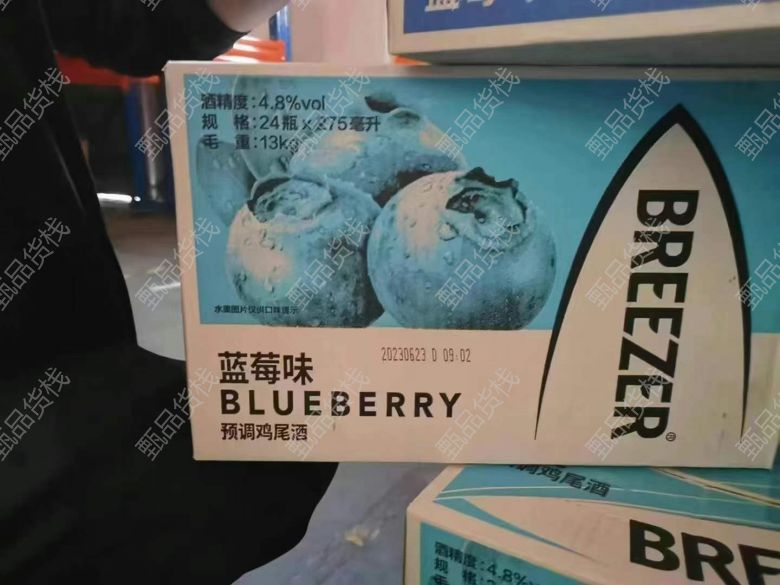 酒精度:4.8%vol
规 格:24瓶×275毫升
毛 重:13kg
水果图片仅供口味提示
20230623 D 09:02
蓝莓味
BLUEBERRY
预调鸡尾酒
BREEZER®
预调鸡尾酒
酒精度:4.8%
BRE
甄品货栈